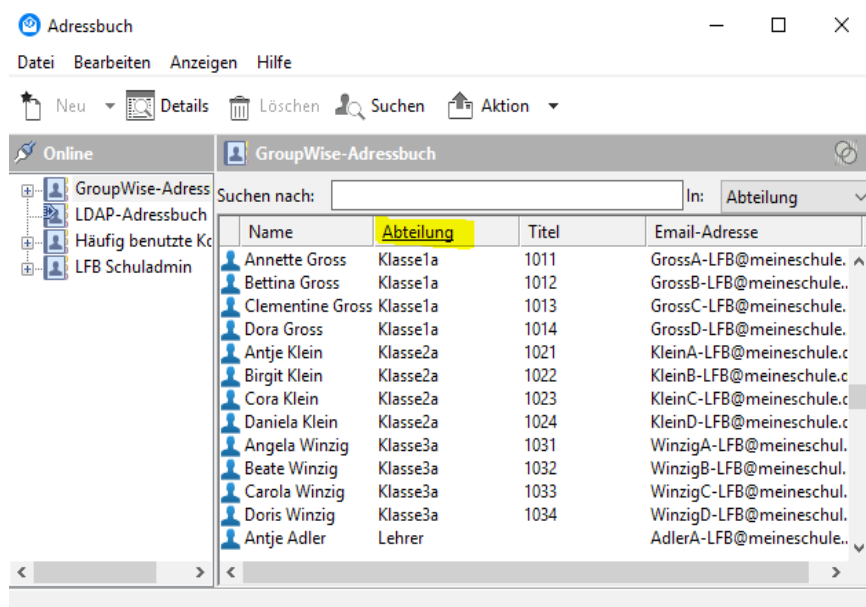 Adressbuch
Datei Bearbeiten Anzeigen Hilfe
Neu Details Löschen Suchen Aktion
Online GroupWise-Adressbuch
GroupWise-Adress
LDAP-Adressbuch
Häufig benutzte Kc
LFB Schuladmin
Suchen nach: In: Abteilung
Name Abteilung Titel Email-Adresse
Annette Gross Klasse1a 1011 GrossA-LFB@meineschule.
Bettina Gross Klasse1a 1012 GrossB-LFB@meineschule..
Clementine Gross Klasse1a 1013 GrossC-LFB@meineschule.
Dora Gross Klasse1a 1014 GrossD-LFB@meineschule.
Antje Klein Klasse2a 1021 KleinA-LFB@meineschule.c
Birgit Klein Klasse2a 1022 KleinB-LFB@meineschule.c
Cora Klein Klasse2a 1023 KleinC-LFB@meineschule.c
Daniela Klein Klasse2a 1024 KleinD-LFB@meineschule.c
Angela Winzig Klasse3a 1031 WinzigA-LFB@meineschul.
Beate Winzig Klasse3a 1032 WinzigB-LFB@meineschul.
Carola Winzig Klasse3a 1033 WinzigC-LFB@meineschul.
Doris Winzig Klasse3a 1034 WinzigD-LFB@meineschul.
Antje Adler Lehrer AdlerA-LFB@meineschule..